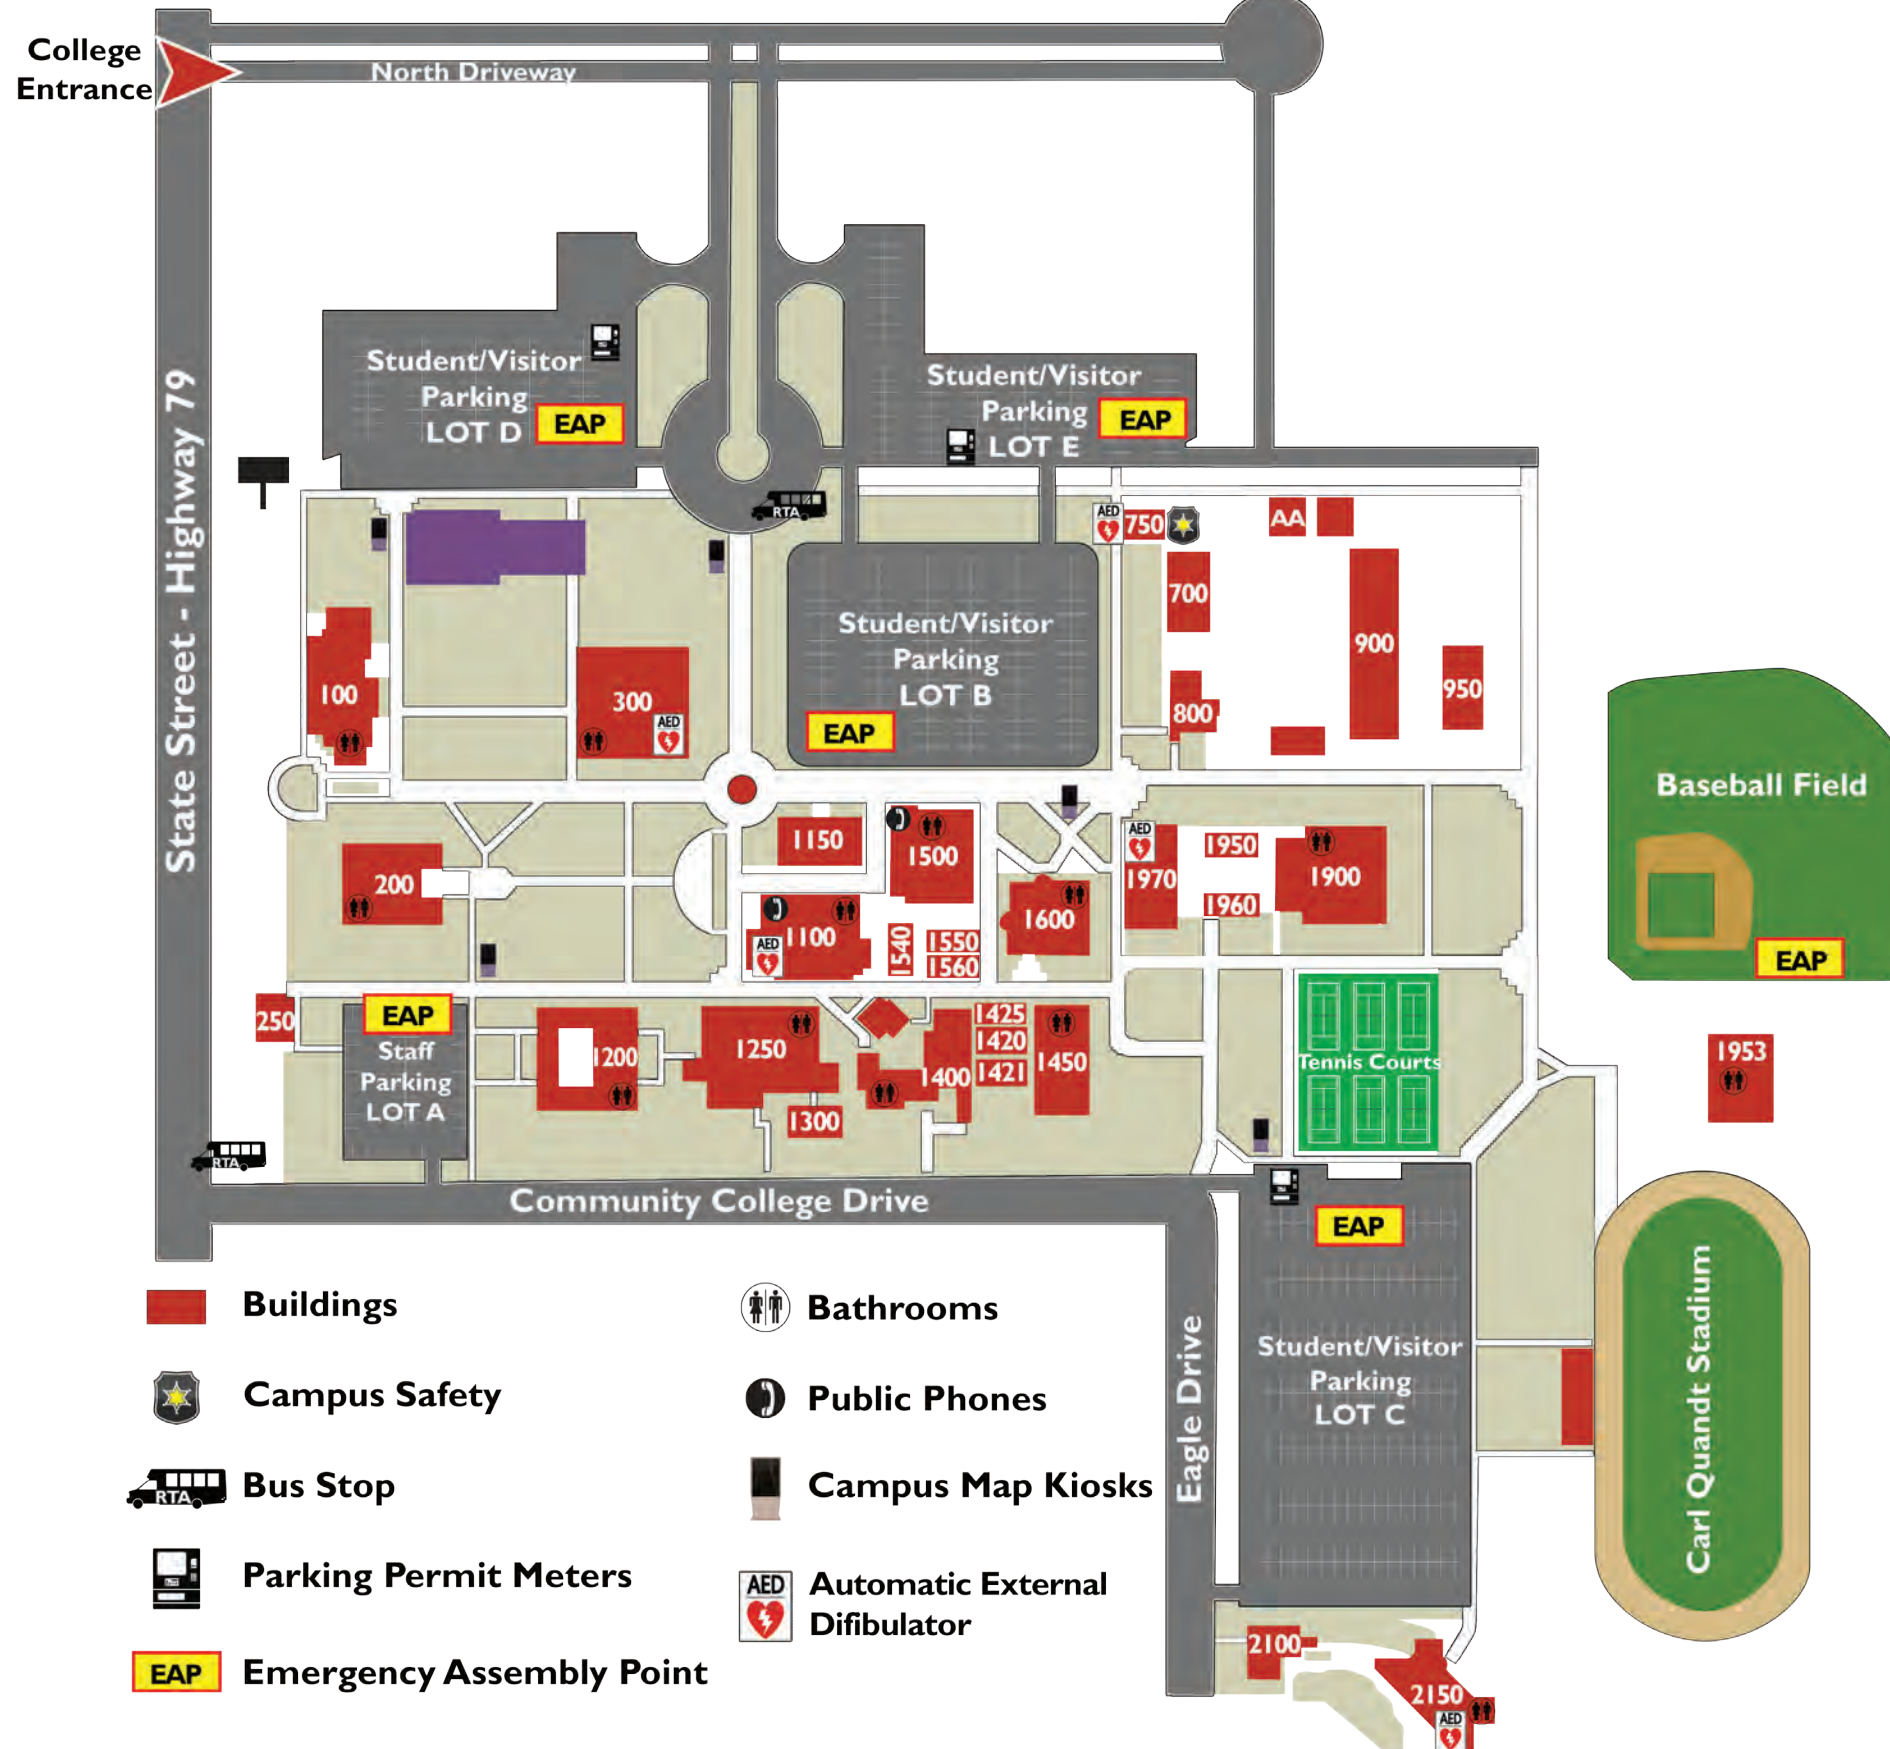 College
Entrance
North Driveway
State Street - Highway 79
Student/Visitor
Parking
LOT D
EAP
Student/Visitor
Parking
LOT E
EAP
RTA
AED
750
AA
700
900
950
800
Student/Visitor
Parking
LOT B
EAP
100
300
AED
Baseball Field
EAP
1150
1500
200
1100
AED
1540
1550
1560
1600
AED
1970
1950
1960
1900
250
EAP
Staff
Parking
LOT A
1200
1250
1300
1400
1425
1420
1421
1450
Tennis Courts
1953
RTA
Community College Drive
Eagle Drive
EAP
Student/Visitor
Parking
LOT C
Carl Quandt Stadium
2100
2150
AED
Buildings
Campus Safety
RTA
Bus Stop
Parking Permit Meters
EAP
Emergency Assembly Point
Bathrooms
Public Phones
Campus Map Kiosks
AED
Automatic External
Difibulator